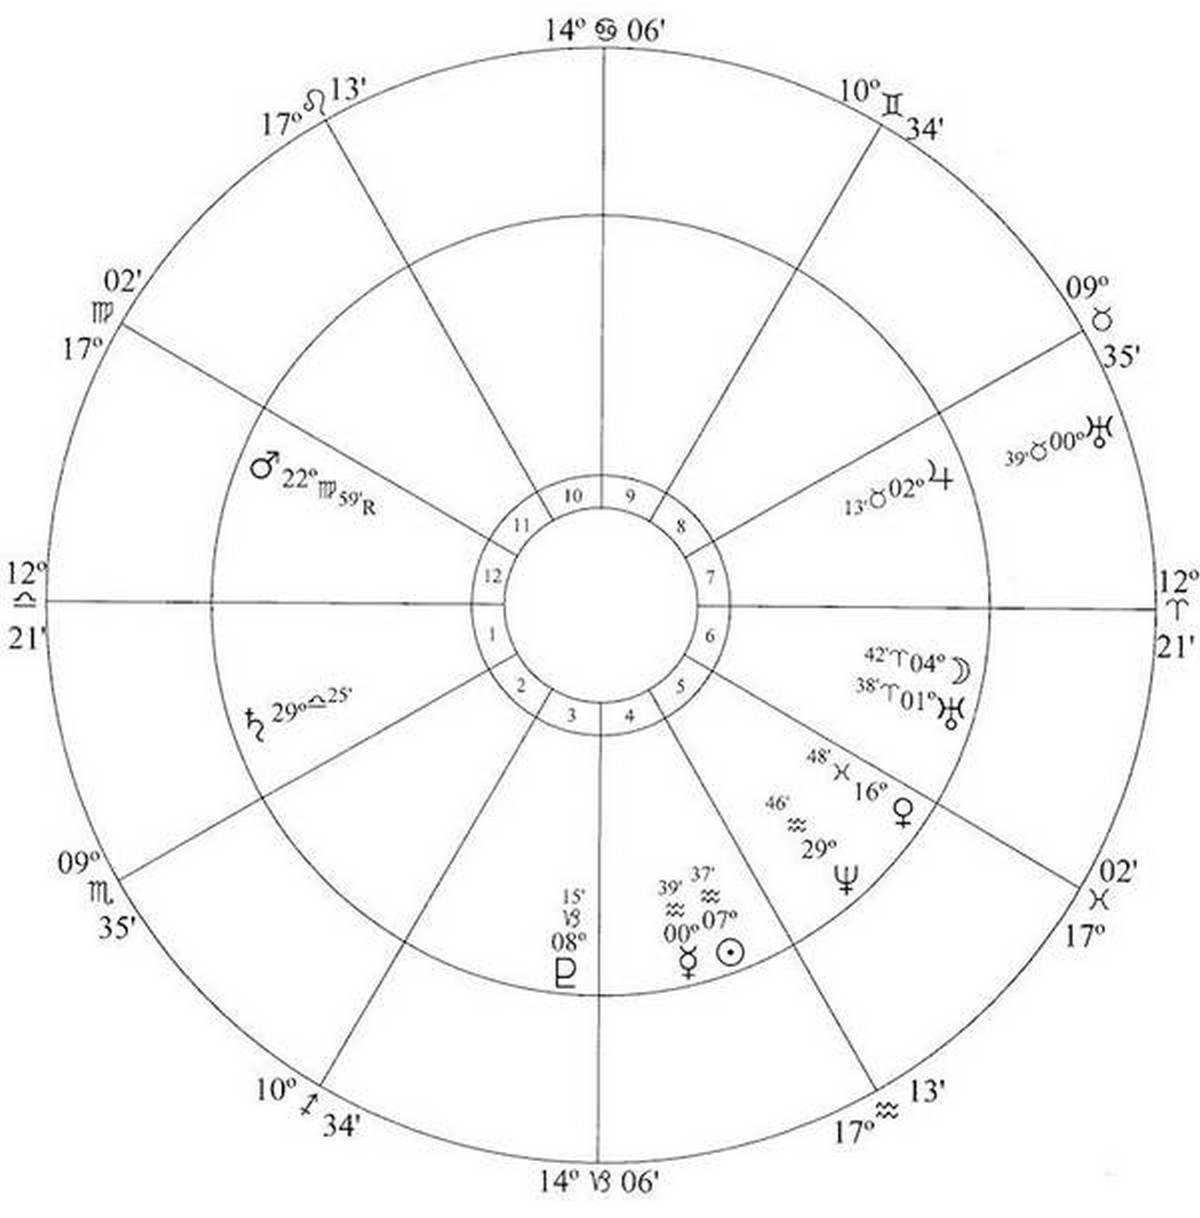 14º ♋ 06'
17º ♌ 13'
10º ♊ 34'
02'
♍
17º
09º
♉
35'
39' ♉ 00º ♅
♂ 22º ♍ 59' R
13' ♉ 02º ♃
10 9
11 8
12 7
1 6
2 5
3 4
12º
♎
21'
12º
♈
21'
42' ♈ 04º ☽
38' ♈ 01º ♅
♄ 29º ♎ 25'
48' ♓ 16º ♀
46' ♒ 29º ♆
09º
♏
35'
02'
♓
17º
15'
♑
08º
♇
39'
♒
00º
☿
37'
♒
07º
☉
10º ♐ 34'
17º ♒ 13'
14º ♑ 06'